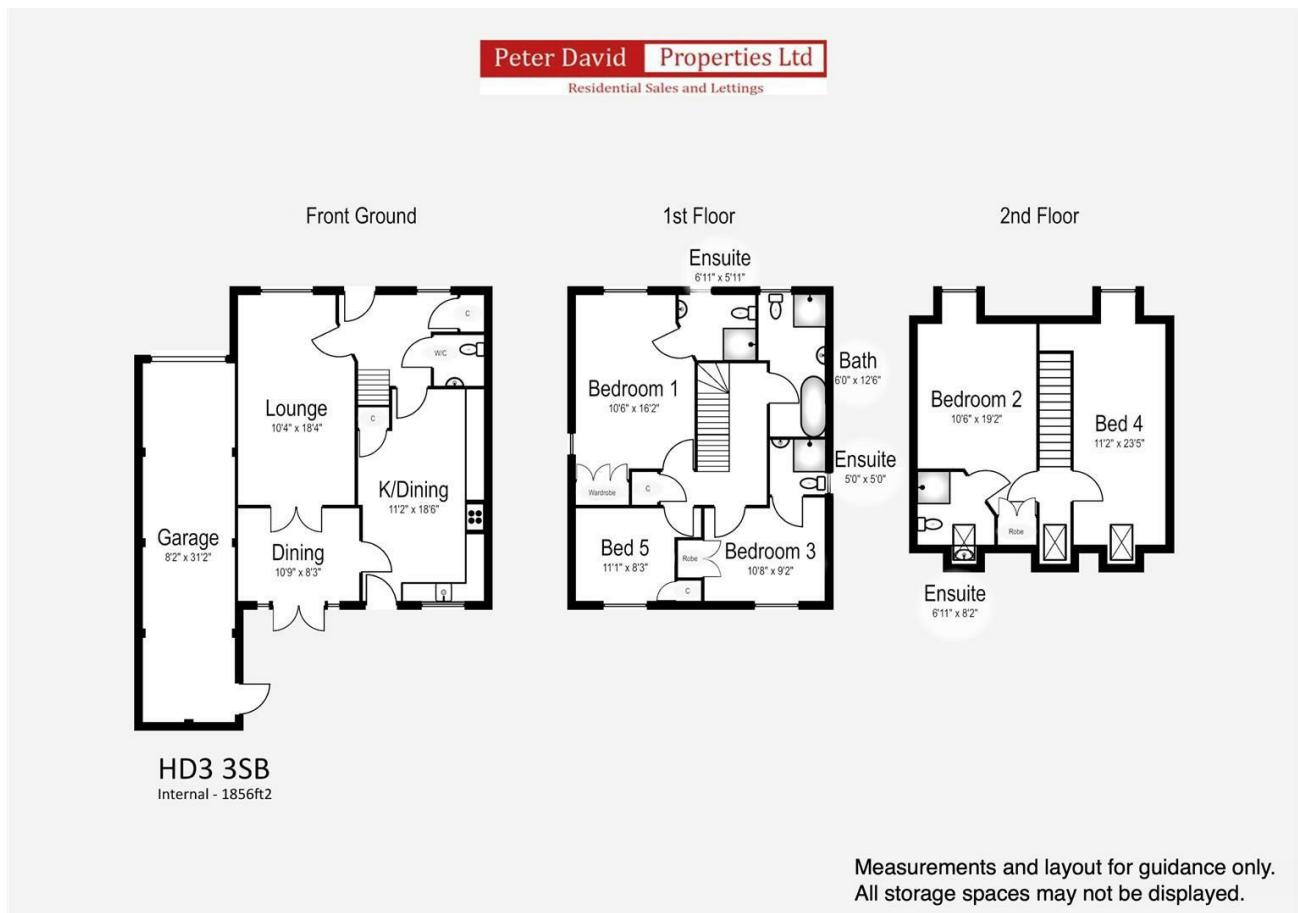 Peter David Properties Ltd
Residential Sales and Lettings
Front Ground
1st Floor
2nd Floor
C
W/C
Lounge
10'4" x 18'4"
C
K/Dining
11'2" x 18'6"
Garage
8'2" x 31'2"
Dining
10'9" x 8'3"
Ensuite
6'11" x 5'11"
Bedroom 1
10'6" x 16'2"
Bath
6'0" x 12'6"
Ensuite
5'0" x 5'0"
Wardrobe
C
Bed 5
11'1" x 8'3"
Robe
Bedroom 3
10'8" x 9'2"
C
Bedroom 2
10'6" x 19'2"
Bed 4
11'2" x 23'5"
Robe
Ensuite
6'11" x 8'2"
HD3 3SB
Internal - 1856ft2
Measurements and layout for guidance only.
All storage spaces may not be displayed.